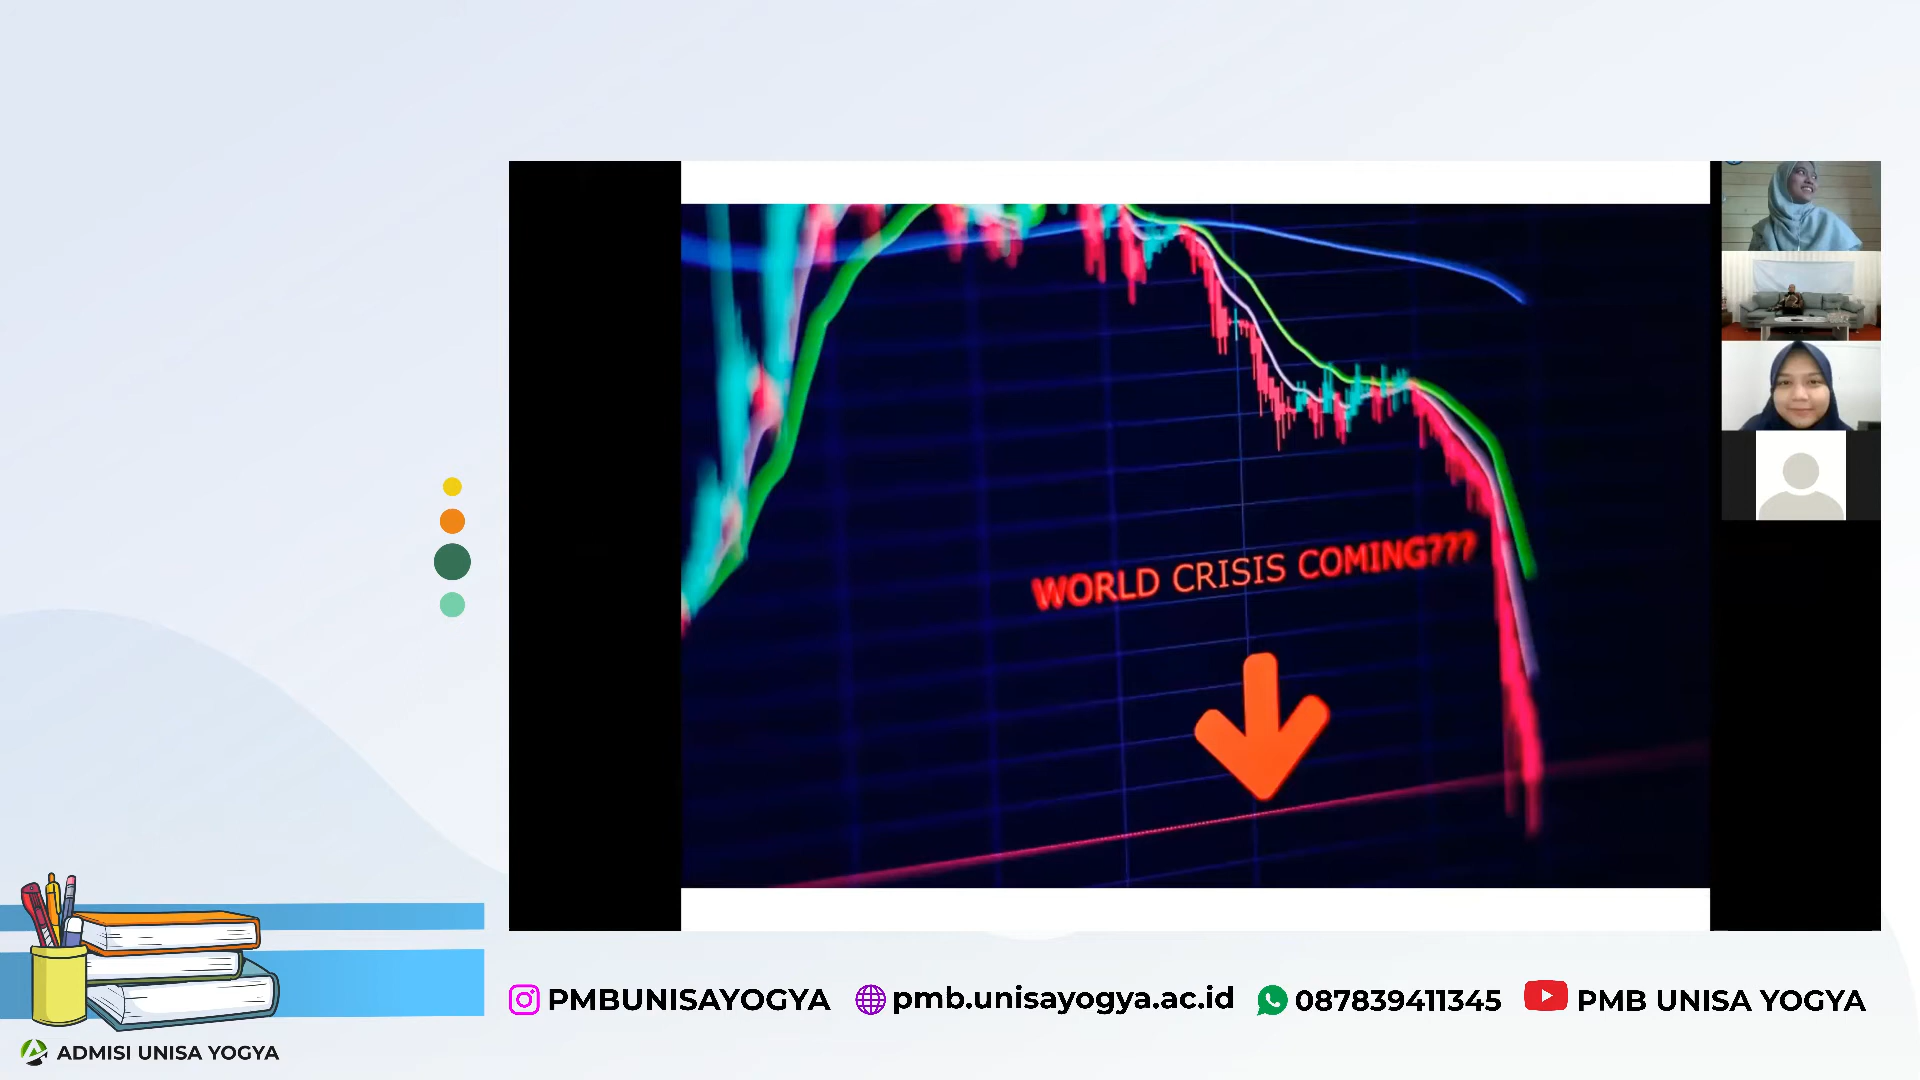 WORLD CRISIS COMING???
PMBUNISAYOGYA pmb.unisayogya.ac.id 087839411345 PMB UNISA YOGYA
ADMISI UNISA YOGYA